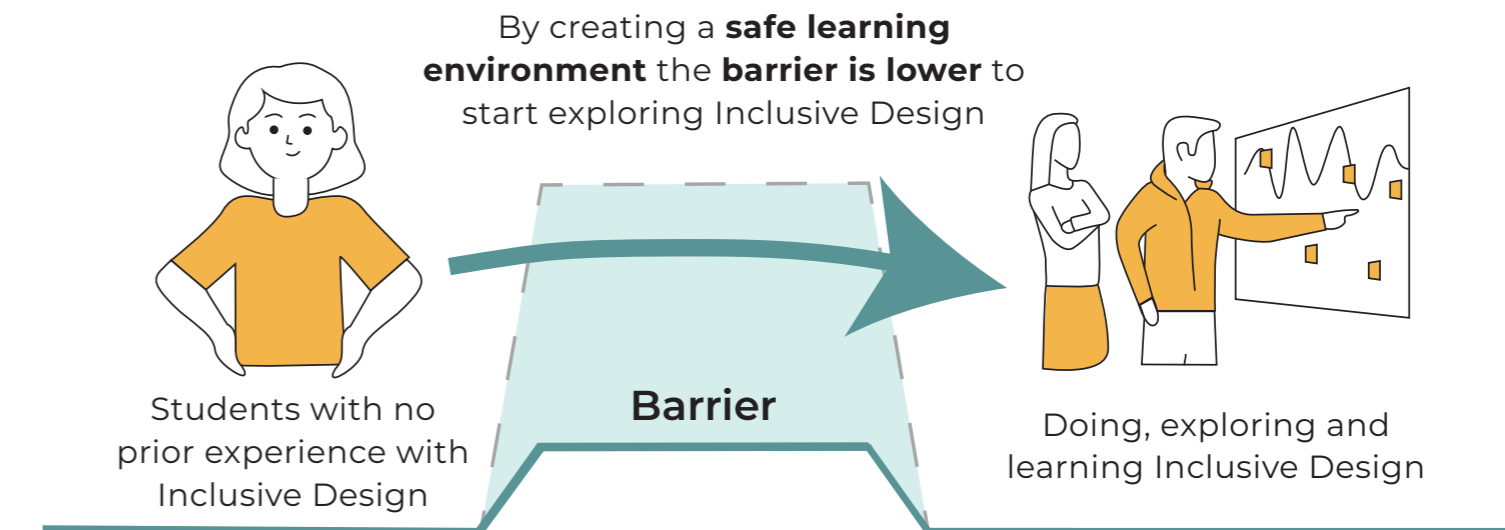 By creating a safe learning
environment the barrier is lower to
start exploring Inclusive Design
Barrier
Students with no
prior experience with
Inclusive Design
Doing, exploring and
learning Inclusive Design